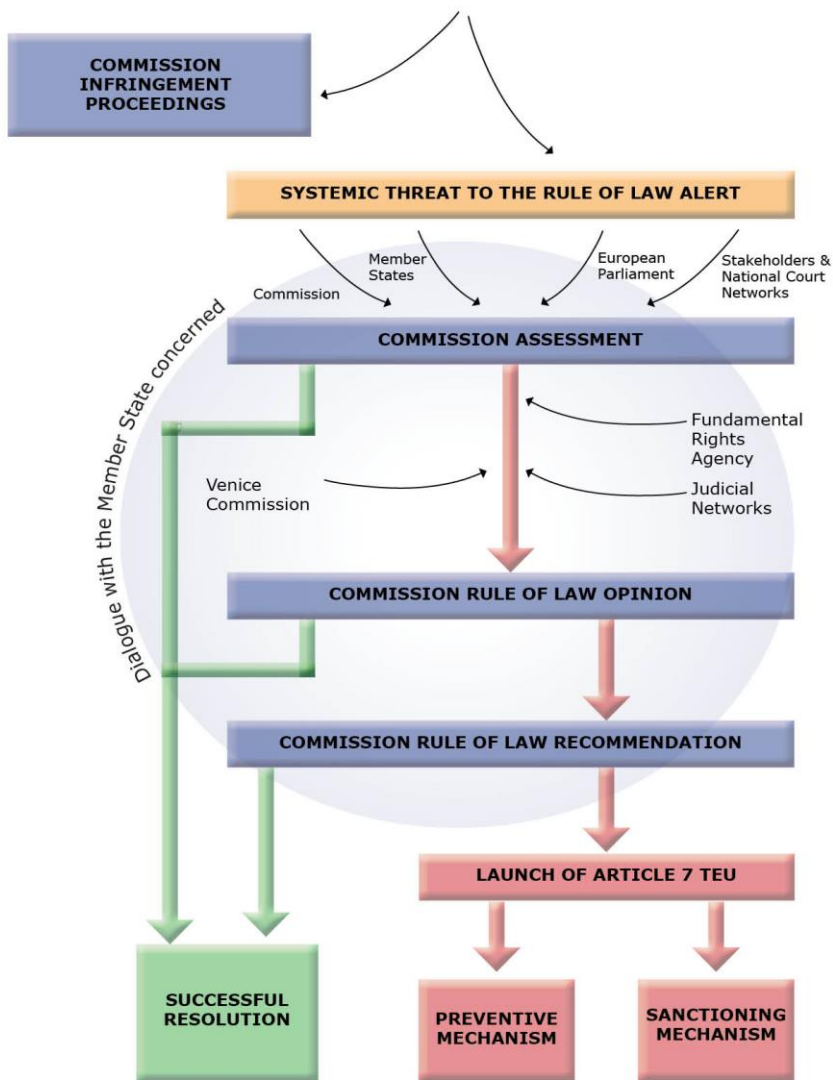 COMMISSION
INFRINGEMENT
PROCEEDINGS
SYSTEMIC THREAT TO THE RULE OF LAW ALERT
Commission
Member
States
European
Parliament
Stakeholders &
National Court
Networks
Dialogue with the Member State concerned
COMMISSION ASSESSMENT
Fundamental
Rights
Agency
Venice
Commission
Judicial
Networks
COMMISSION RULE OF LAW OPINION
COMMISSION RULE OF LAW RECOMMENDATION
LAUNCH OF ARTICLE 7 TEU
SUCCESSFUL
RESOLUTION
PREVENTIVE
MECHANISM
SANCTIONING
MECHANISM